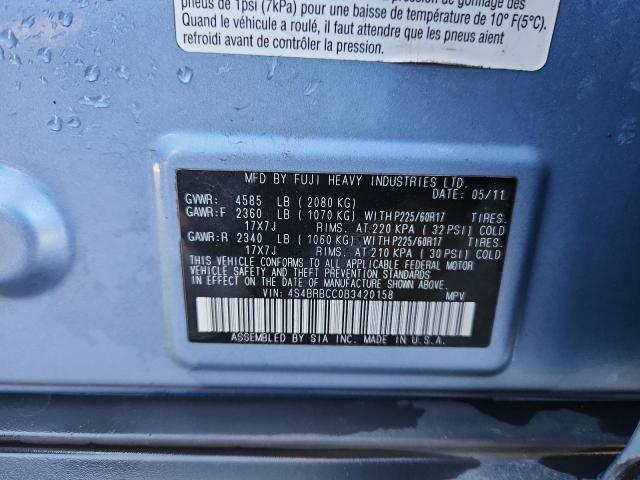 pneus de 1psi (7kPa) pour une baisse de température de 10° F(5°C).
Quand le véhicule a roulé, il faut attendre que les pneus aient
refroidi avant de contrôler la pression.
MFD BY FUJI HEAVY INDUSTRIES LTD.
DATE: 05/11
GVWR: 4585 LB ( 2080 KG)
GAWR:F 2360 LB ( 1070 KG) WITH P225/60R17 TIRES.
17X7J RIMS. AT 220 KPA ( 32 PSI) COLD
GAWR:R 2340 LB ( 1060 KG) WITH P225/60R17 TIRES.
17X7J RIMS. AT 210 KPA ( 30 PSI) COLD
THIS VEHICLE CONFORMS TO ALL APPLICABLE FEDERAL MOTOR
VEHICLE SAFETY AND THEFT PREVENTION STANDARDS
IN EFFECT ON THE DATE OF MANUFACTURE SHOWN ABOVE.
VIN: 4S4BRBCC0B3420158 MPV
ASSEMBLED BY SIA INC. MADE IN U.S.A.